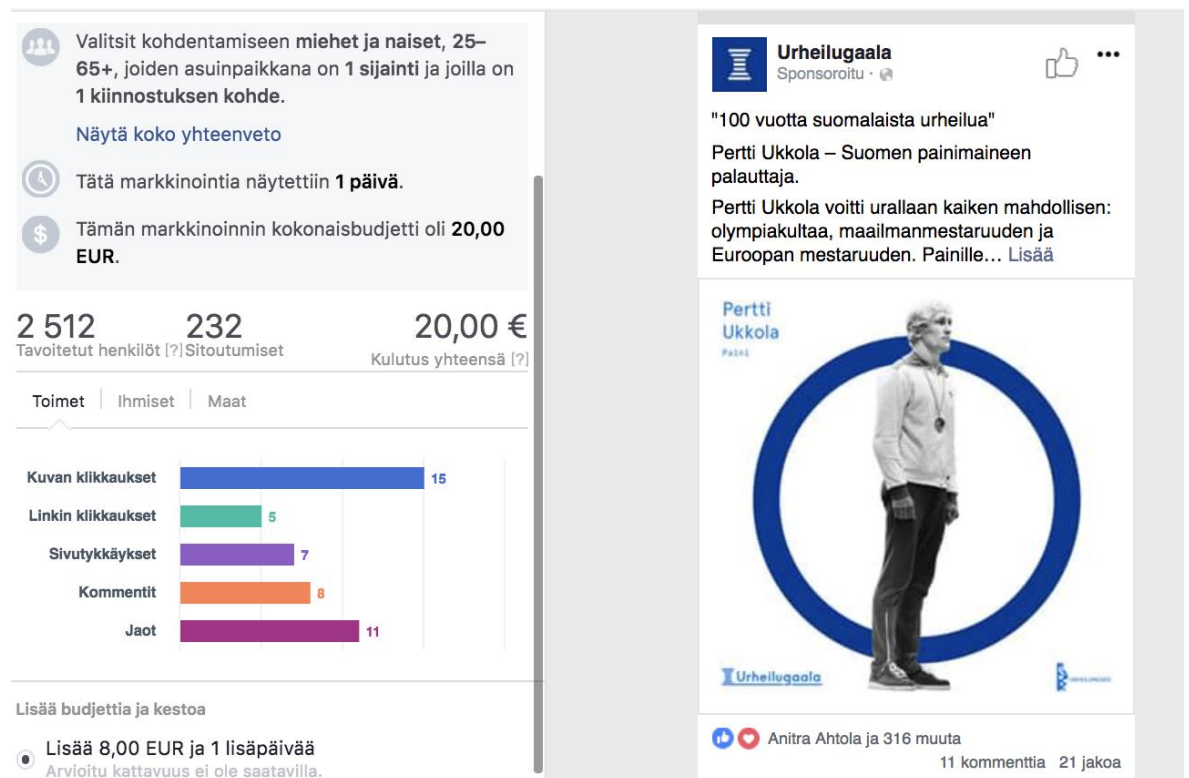 Valitsit kohdentamiseen miehet ja naiset, 25–
65+, joiden asuinpaikkana on 1 sijainti ja joilla on
1 kiinnostuksen kohde.
Näytä koko yhteenveto
Tätä markkinointia näytettiin 1 päivä.
$
Tämän markkinoinnin kokonaisbudjetti oli 20,00
EUR.
2 512 232 20,00 €
Tavoitetut henkilöt [?] Sitoutumiset Kulutus yhteensä [?]
Toimet Ihmiset Maat
Kuvan klikkaukset 15
Linkin klikkaukset 5
Sivutykkäykset 7
Kommentit 8
Jaot 11
Lisää budjettia ja kestoa
Lisää 8,00 EUR ja 1 lisäpäivää
Arvioitu kattavuus ei ole saatavilla.
Urheilugaala
Sponsoroitu ·
"100 vuotta suomalaista urheilua"
Pertti Ukkola – Suomen painimaineen
palauttaja.
Pertti Ukkola voitti urallaan kaiken mahdollisen:
olympiakultaa, maailmanmestaruuden ja
Euroopan mestaruuden. Painille… Lisää
Pertti
Ukkola
Paini
Urheilugaala
Anitra Ahtola ja 316 muuta
11 kommenttia 21 jakoa